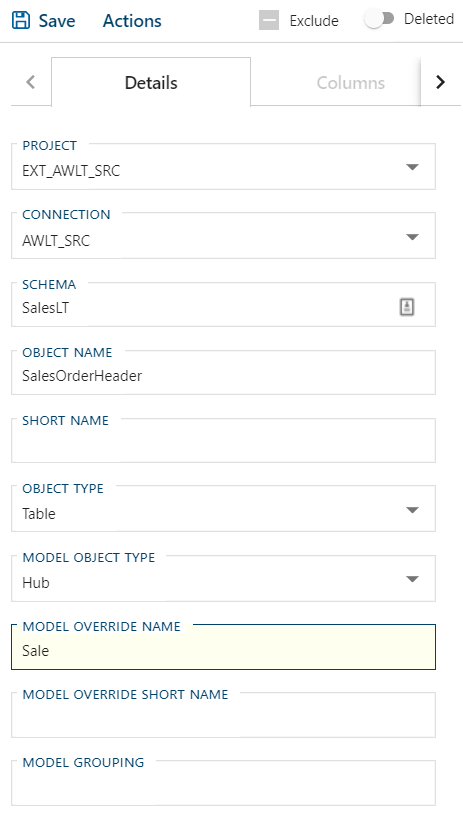 Save Actions Exclude Deleted
Details Columns
PROJECT
EXT_AWLT_SRC
CONNECTION
AWLT_SRC
SCHEMA
SalesLT
OBJECT NAME
SalesOrderHeader
SHORT NAME
OBJECT TYPE
Table
MODEL OBJECT TYPE
Hub
MODEL OVERRIDE NAME
Sale
MODEL OVERRIDE SHORT NAME
MODEL GROUPING